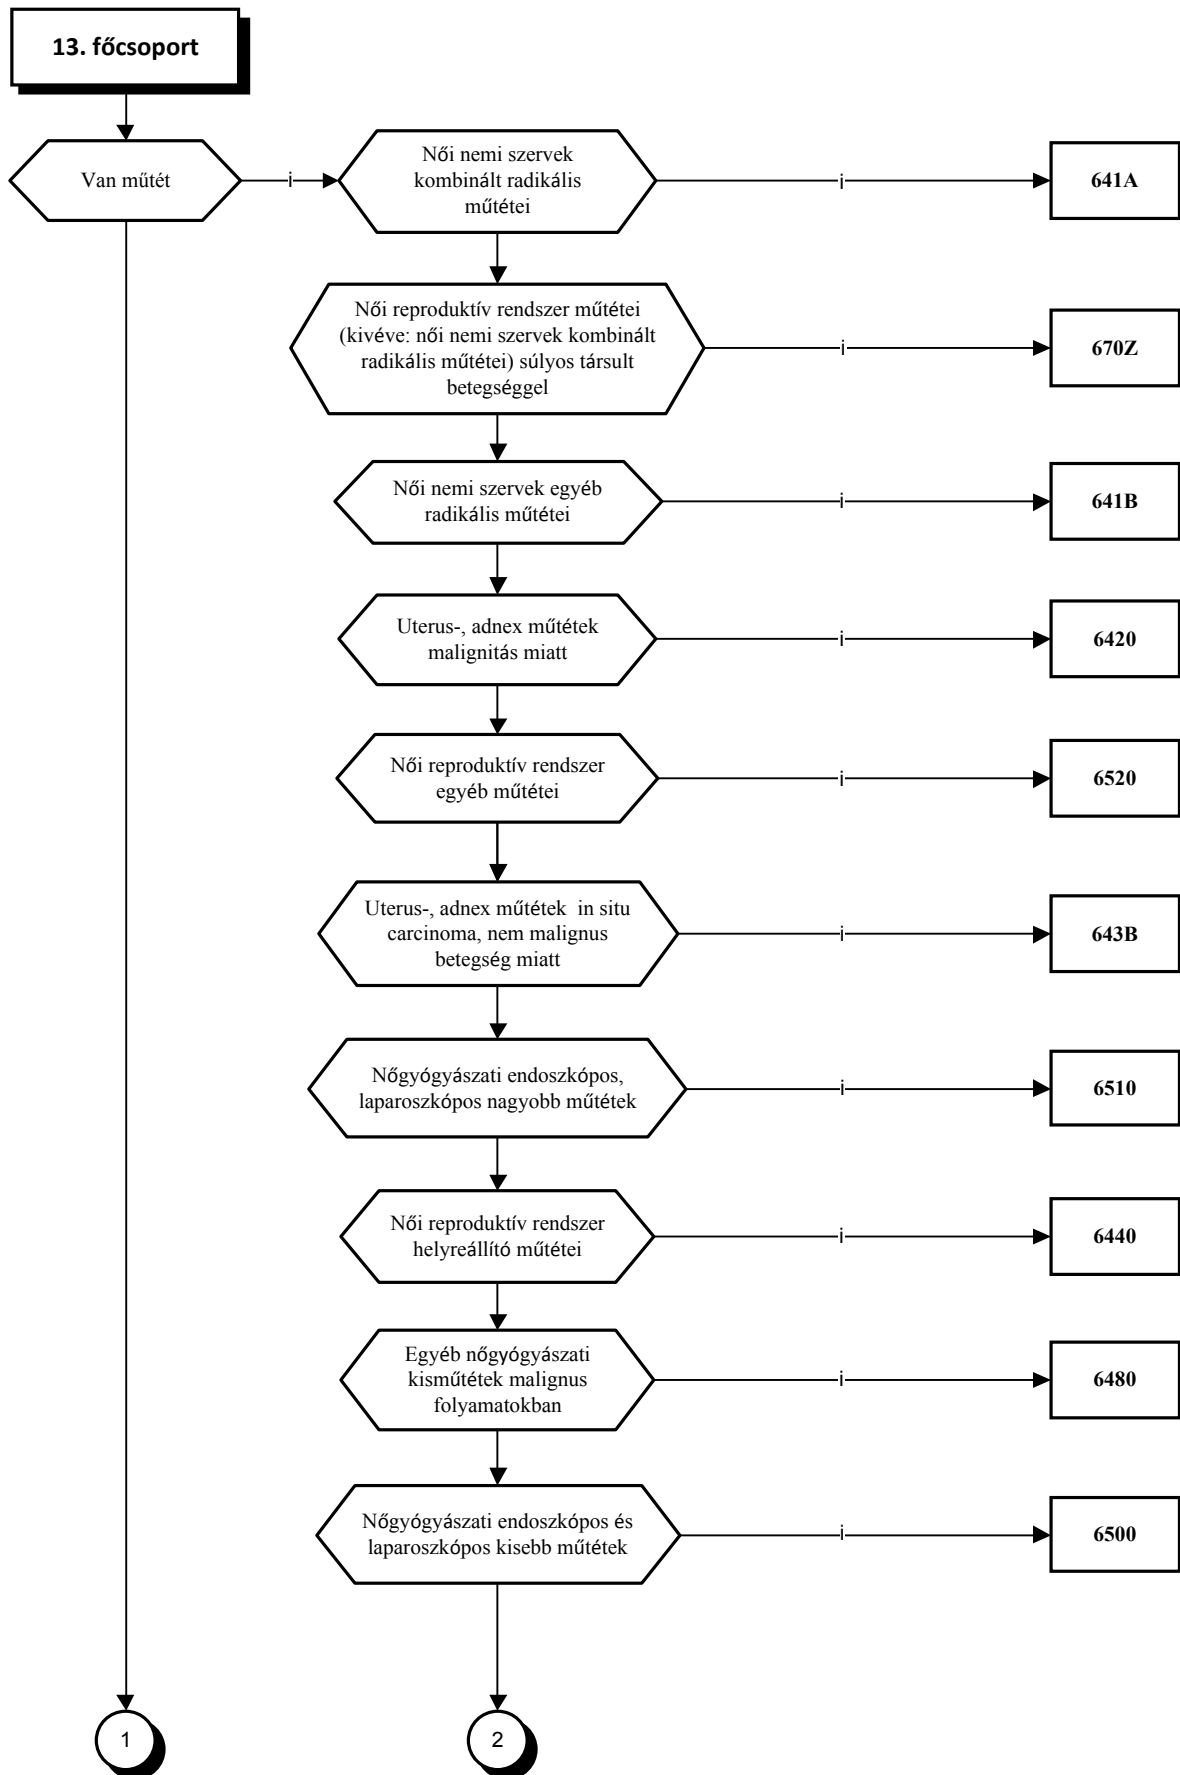 13. főcsoport
Van műtét
i
Női nemi szervek
kombinált radikális
műtétei
i
641A
Női reproduktív rendszer műtétei
(kivéve: női nemi szervek kombinált
radikális műtétei) súlyos társult
betegséggel
i
670Z
Női nemi szervek egyéb
radikális műtétei
i
641B
Uterus-, adnex műtétek
malignitás miatt
i
6420
Női reproduktív rendszer
egyéb műtétei
i
6520
Uterus-, adnex műtétek  in situ
carcinoma, nem malignus
betegség miatt
i
643B
Nőgyógyászati endoszkópos,
laparoszkópos nagyobb műtétek
i
6510
Női reproduktív rendszer
helyreállító műtétei
i
6440
Egyéb nőgyógyászati
kisműtétek malignus
folyamatokban
i
6480
Nőgyógyászati endoszkópos és
laparoszkópos kisebb műtétek
i
6500
1
2